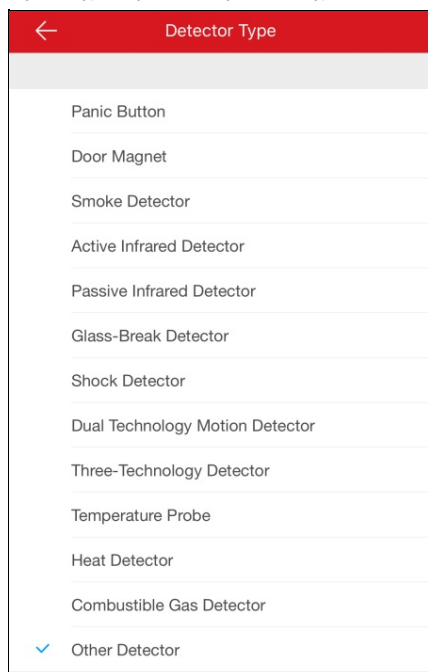 Detector Type
Panic Button
Door Magnet
Smoke Detector
Active Infrared Detector
Passive Infrared Detector
Glass-Break Detector
Shock Detector
Dual Technology Motion Detector
Three-Technology Detector
Temperature Probe
Heat Detector
Combustible Gas Detector
Other Detector